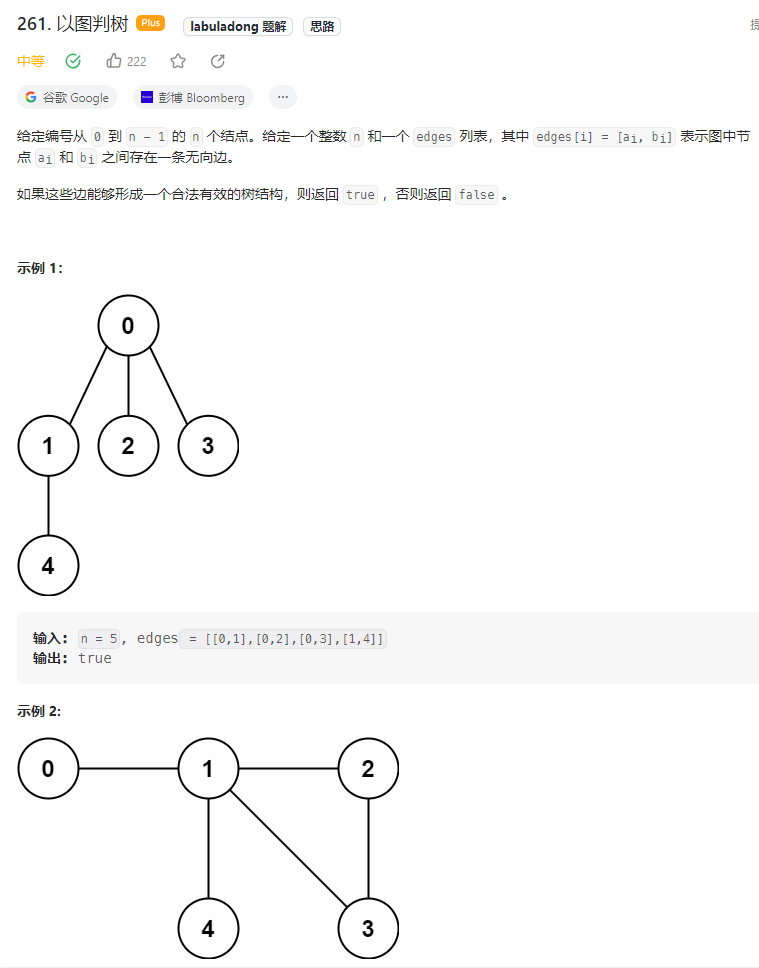 261. 以图判树 Plus labuladong 题解 思路
中等 222
谷歌 Google 彭博 Bloomberg ...
给定编号从 0 到 n - 1 的 n 个结点。给定一个整数 n 和一个 edges 列表，其中 edges[i] = [ai, bi] 表示图中节
点 ai 和 bi 之间存在一条无向边。
如果这些边能够形成一个合法有效的树结构，则返回 true ，否则返回 false 。
示例 1:
0
1 2 3
4
输入: n = 5, edges = [[0,1],[0,2],[0,3],[1,4]]
输出: true
示例 2:
0 1 2
4 3